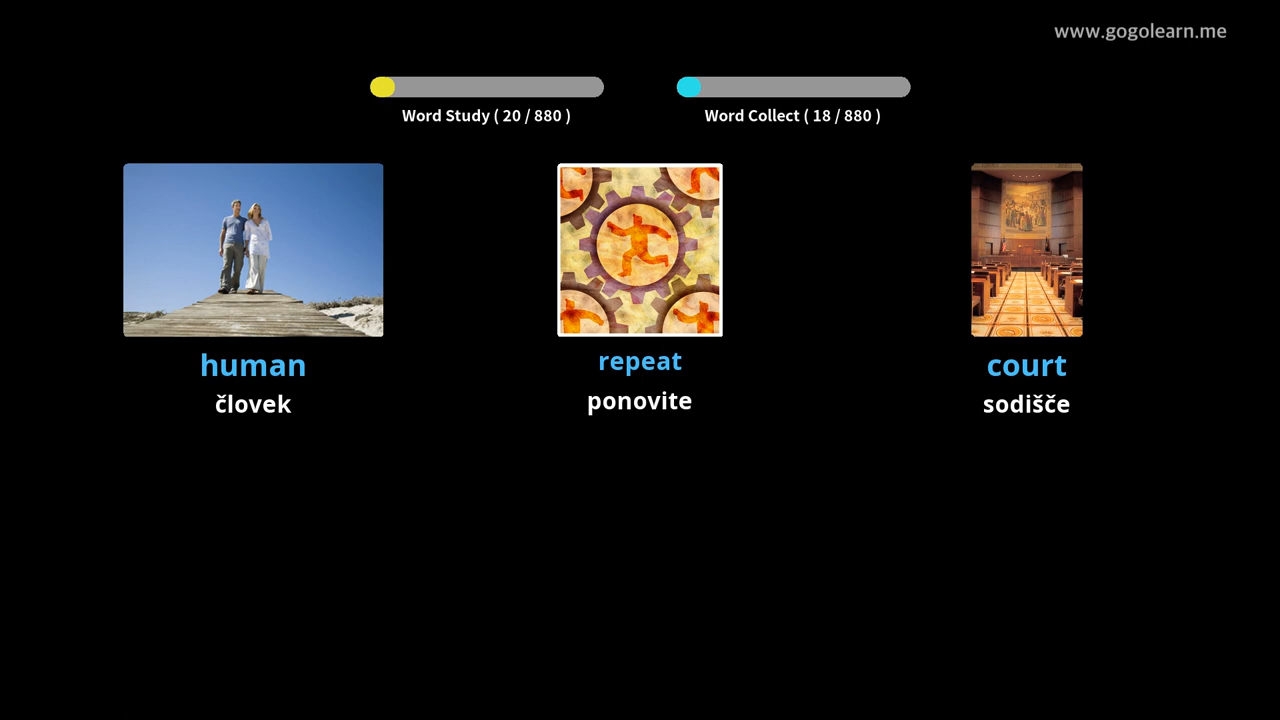 www.gogolearn.me
Word Study ( 20 / 880 )
Word Collect ( 18 / 880 )
human
človek
repeat
ponovite
court
sodišče